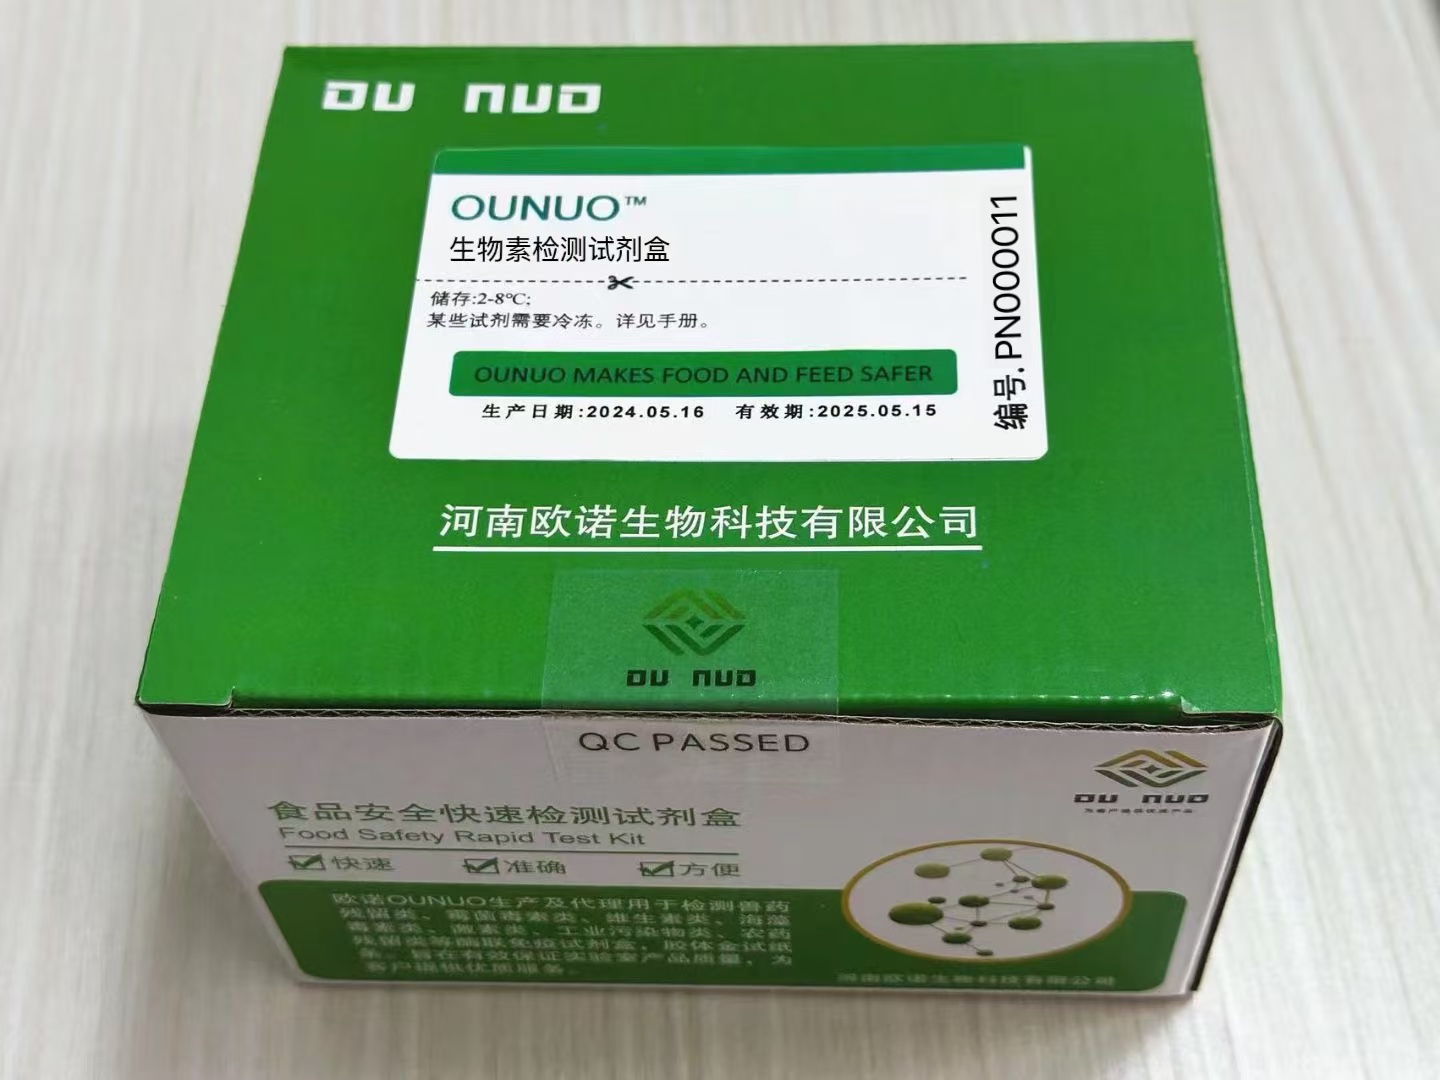 OU NUO
OUNUO™
生物素检测试剂盒
储存:2-8℃;
某些试剂需要冷冻。详见手册。
OUNUO MAKES FOOD AND FEED SAFER
生产日期:2024.05.16 有效期:2025.05.15
编号. PN000011
河南欧诺生物科技有限公司
OU NUO
QC PASSED
OU NUO
食品安全快速检测试剂盒
Food Safety Rapid Test Kit
快速 准确 方便
欧诺OUNUO生产及代理用于检测兽药
残留类、霉菌毒素类、维生素类、海藻
毒素类、激素类、工业污染物类、农药
残留类等酶联免疫试剂盒，胶体金试纸
条。旨在有效保证实验室产品质量，为
客户提供优质服务。
河南欧诺生物科技有限公司